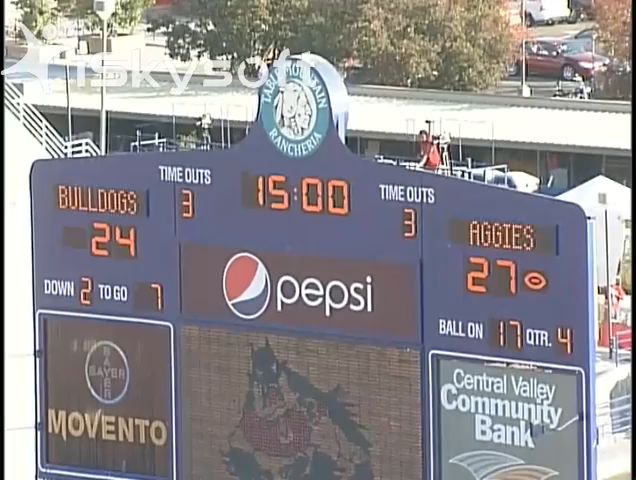 iSkysoft
TABLE MOUNTAIN
RANCHERIA
TIME OUTS
3
15:00
TIME OUTS
3
BULLDOGS
24
AGGIES
27
DOWN 2 TO GO 7
pepsi
BALL ON 17 QTR. 4
BAYER
BAYER
MOVENTO
Central Valley
Community
Bank